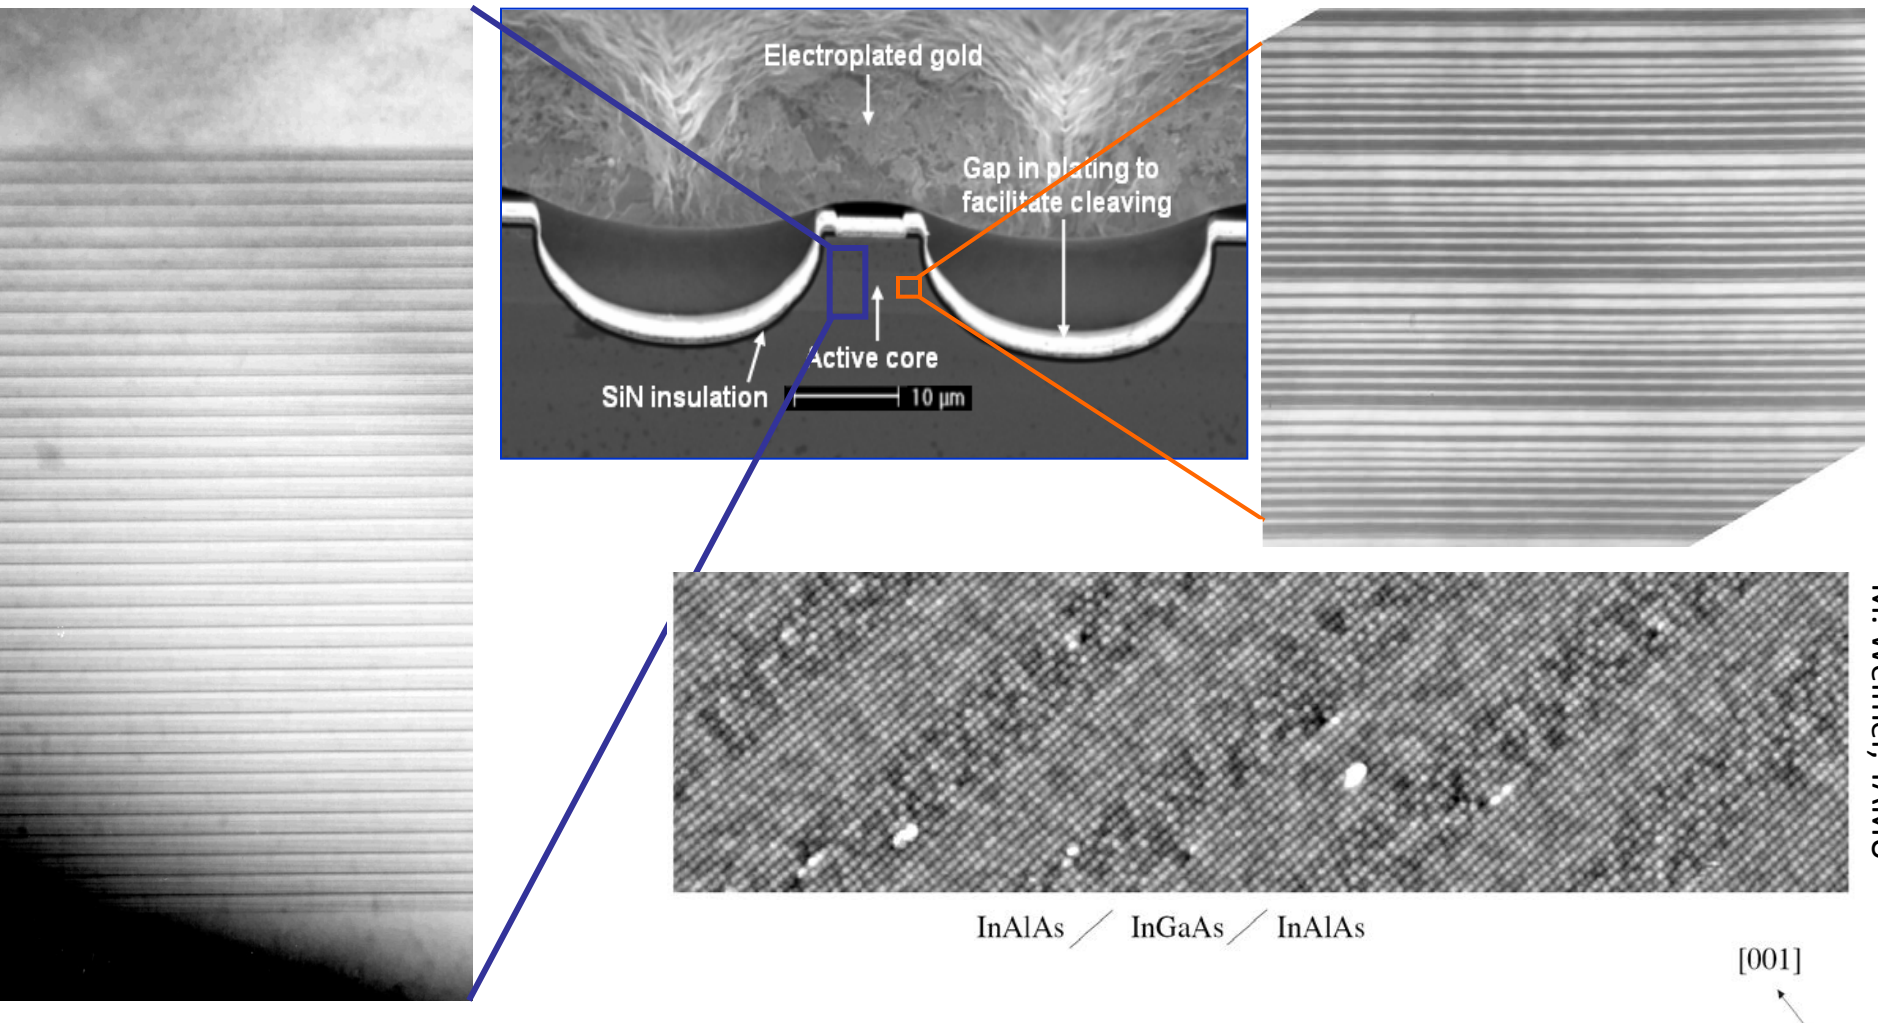 Electroplated gold
Gap in plating to
facilitate cleaving
Active core
SiN insulation
10 µm
InAlAs / InGaAs / InAlAs
[001]